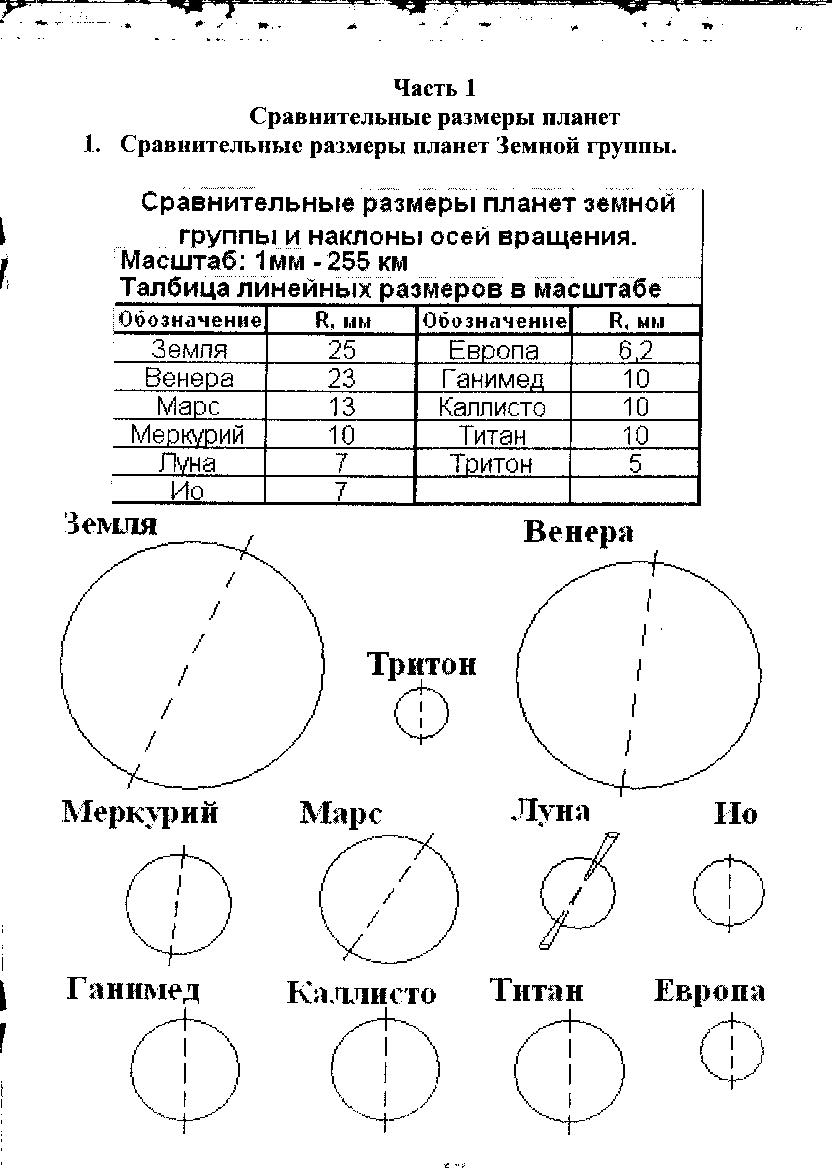 Часть 1
Сравнительные размеры планет
1. Сравнительные размеры планет Земной группы.
Сравнительные размеры планет земной
группы и наклоны осей вращения.
Масштаб: 1мм - 255 км
Талбица линейных размеров в масштабе
Обозначение R, мм Обозначение R, мм
Земля 25 Европа 6,2
Венера 23 Ганимед 10
Марс 13 Каллисто 10
Меркурий 10 Титан 10
Луна 7 Тритон 5
Ио 7
Земля Венера
Тритон
Меркурий Марс Луна Ио
Ганимед Каллисто Титан Европа